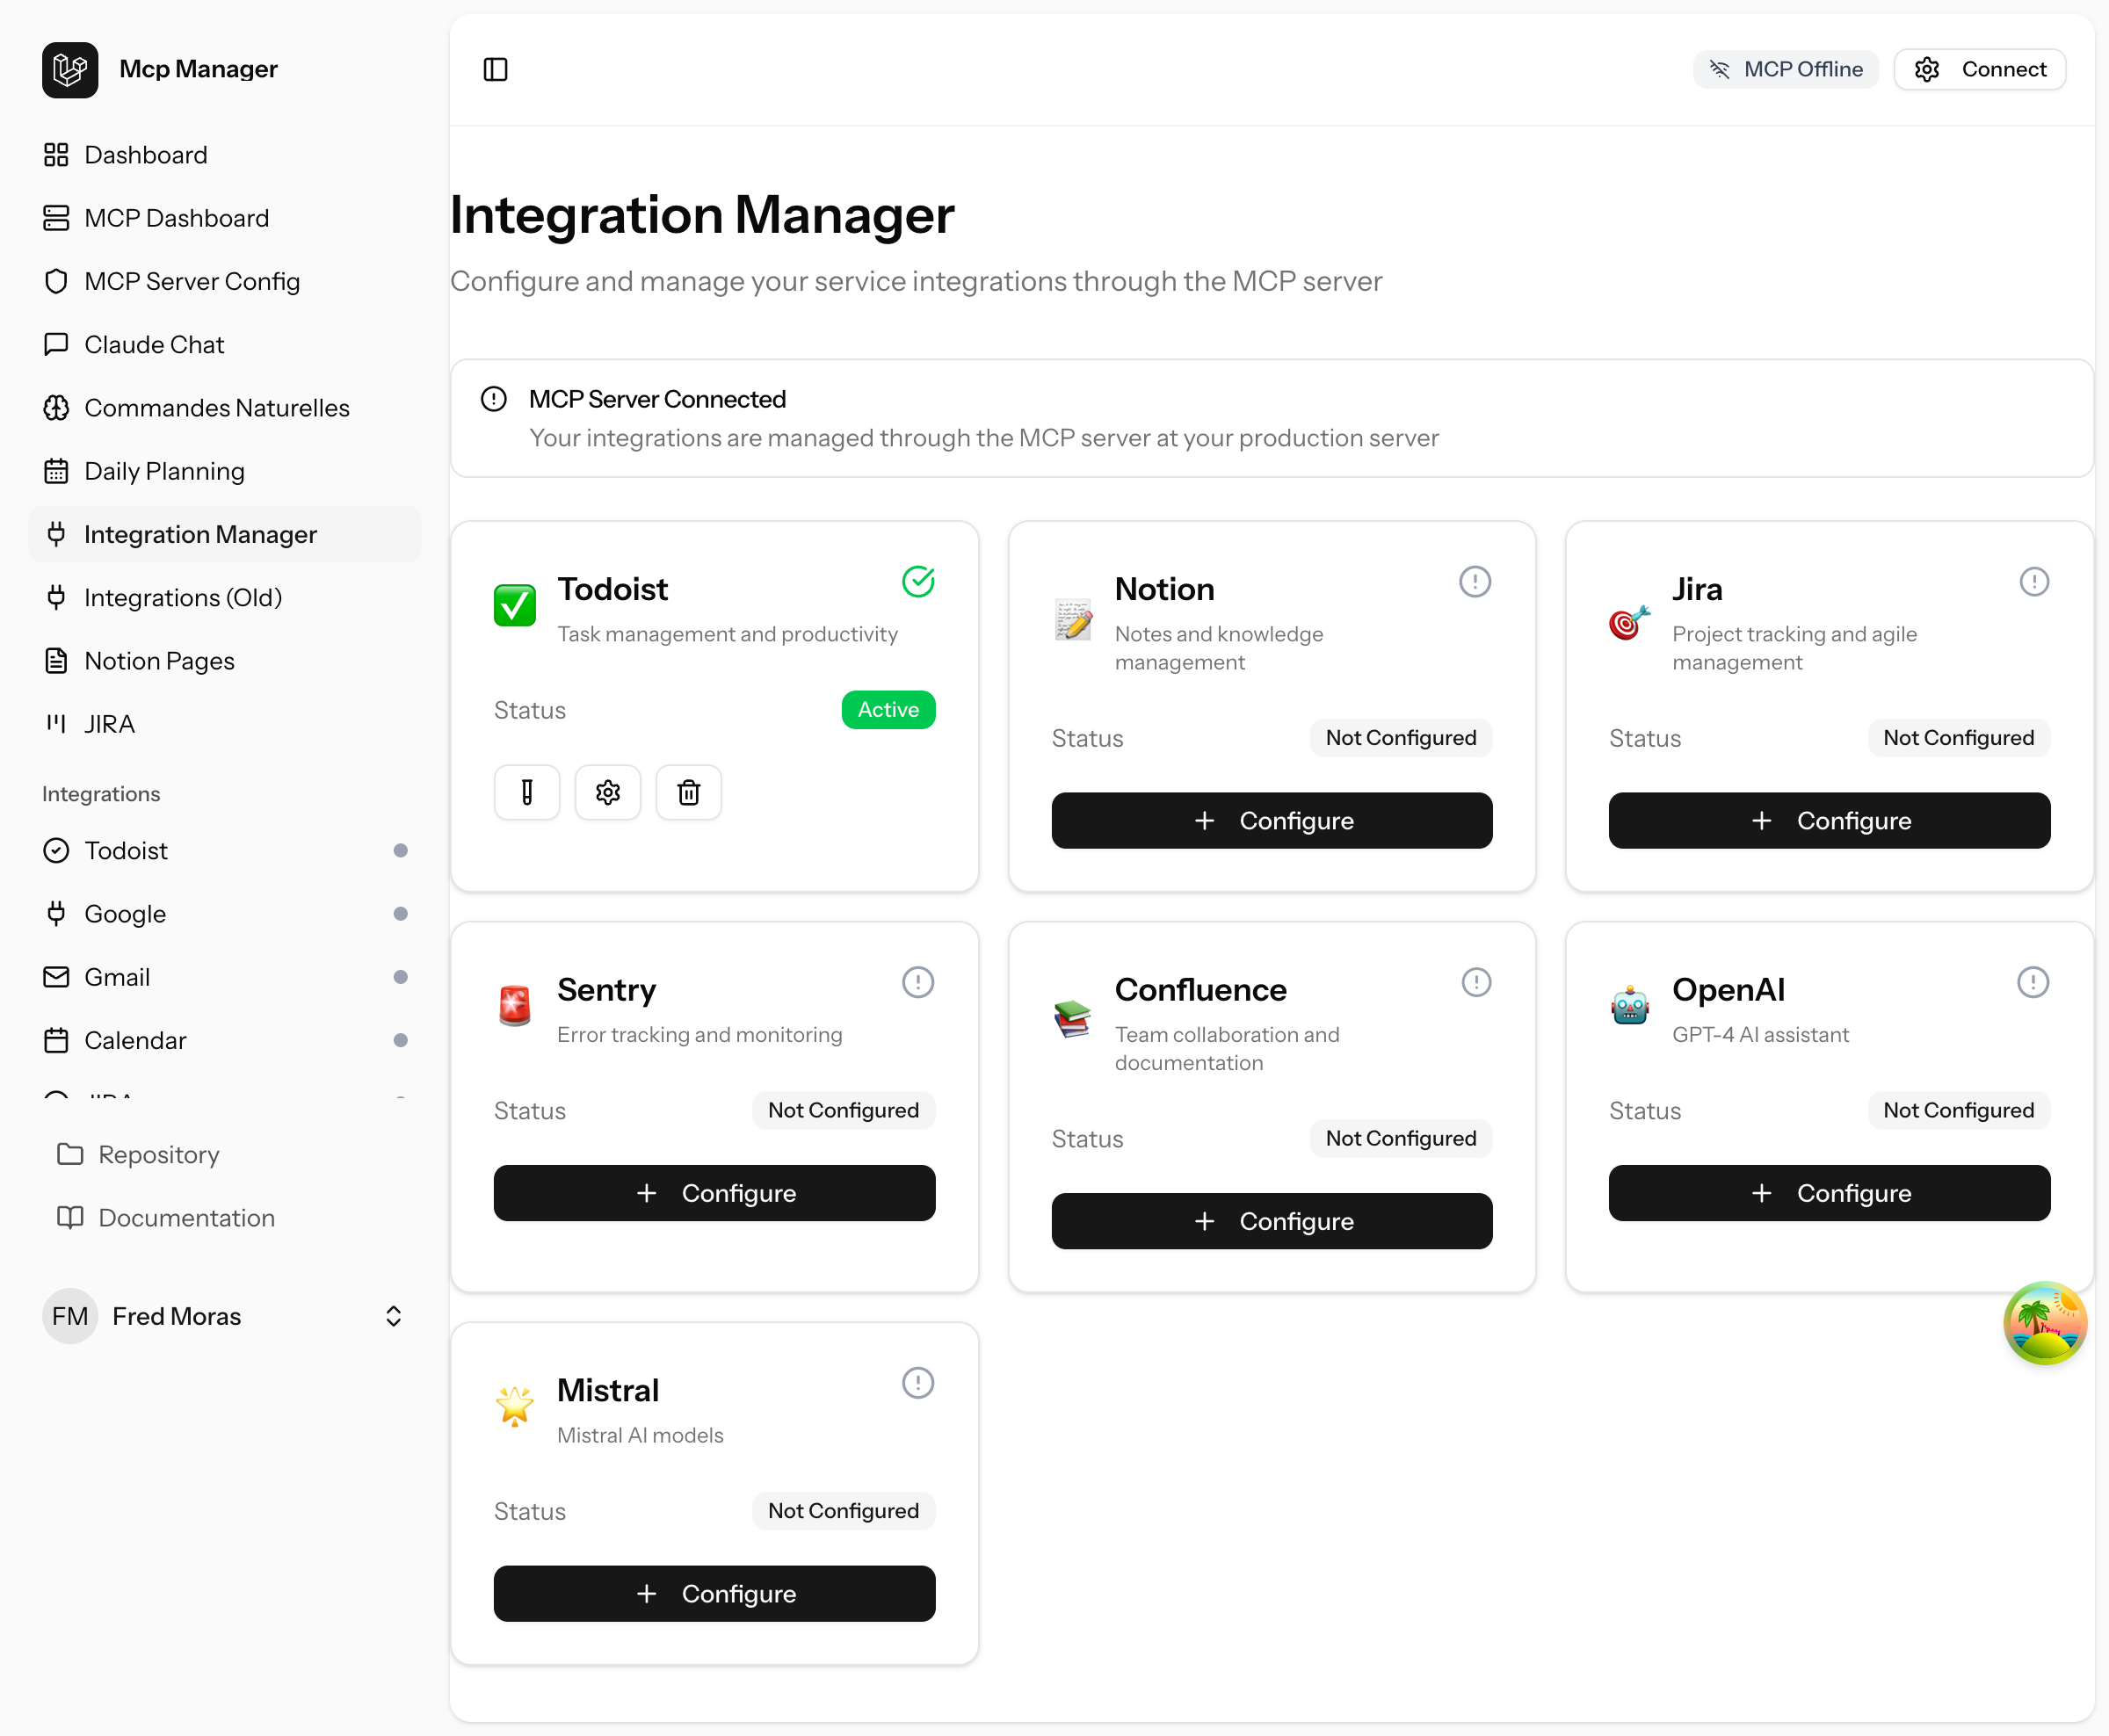 Mcp Manager
Dashboard
MCP Dashboard
MCP Server Config
Claude Chat
Commandes Naturelles
Daily Planning
Integration Manager
Integrations (Old)
Notion Pages
JIRA
Integrations
Todoist
Google
Gmail
Calendar
JIRA
Repository
Documentation
FM
Fred Moras
MCP Offline
Connect
Integration Manager
Configure and manage your service integrations through the MCP server
MCP Server Connected
Your integrations are managed through the MCP server at your production server
Todoist
Task management and productivity
Status
Active
Notion
Notes and knowledge
management
Status
Not Configured
Configure
Jira
Project tracking and agile
management
Status
Not Configured
Configure
Sentry
Error tracking and monitoring
Status
Not Configured
Configure
Confluence
Team collaboration and
documentation
Status
Not Configured
Configure
OpenAI
GPT-4 AI assistant
Status
Not Configured
Configure
Mistral
Mistral AI models
Status
Not Configured
Configure